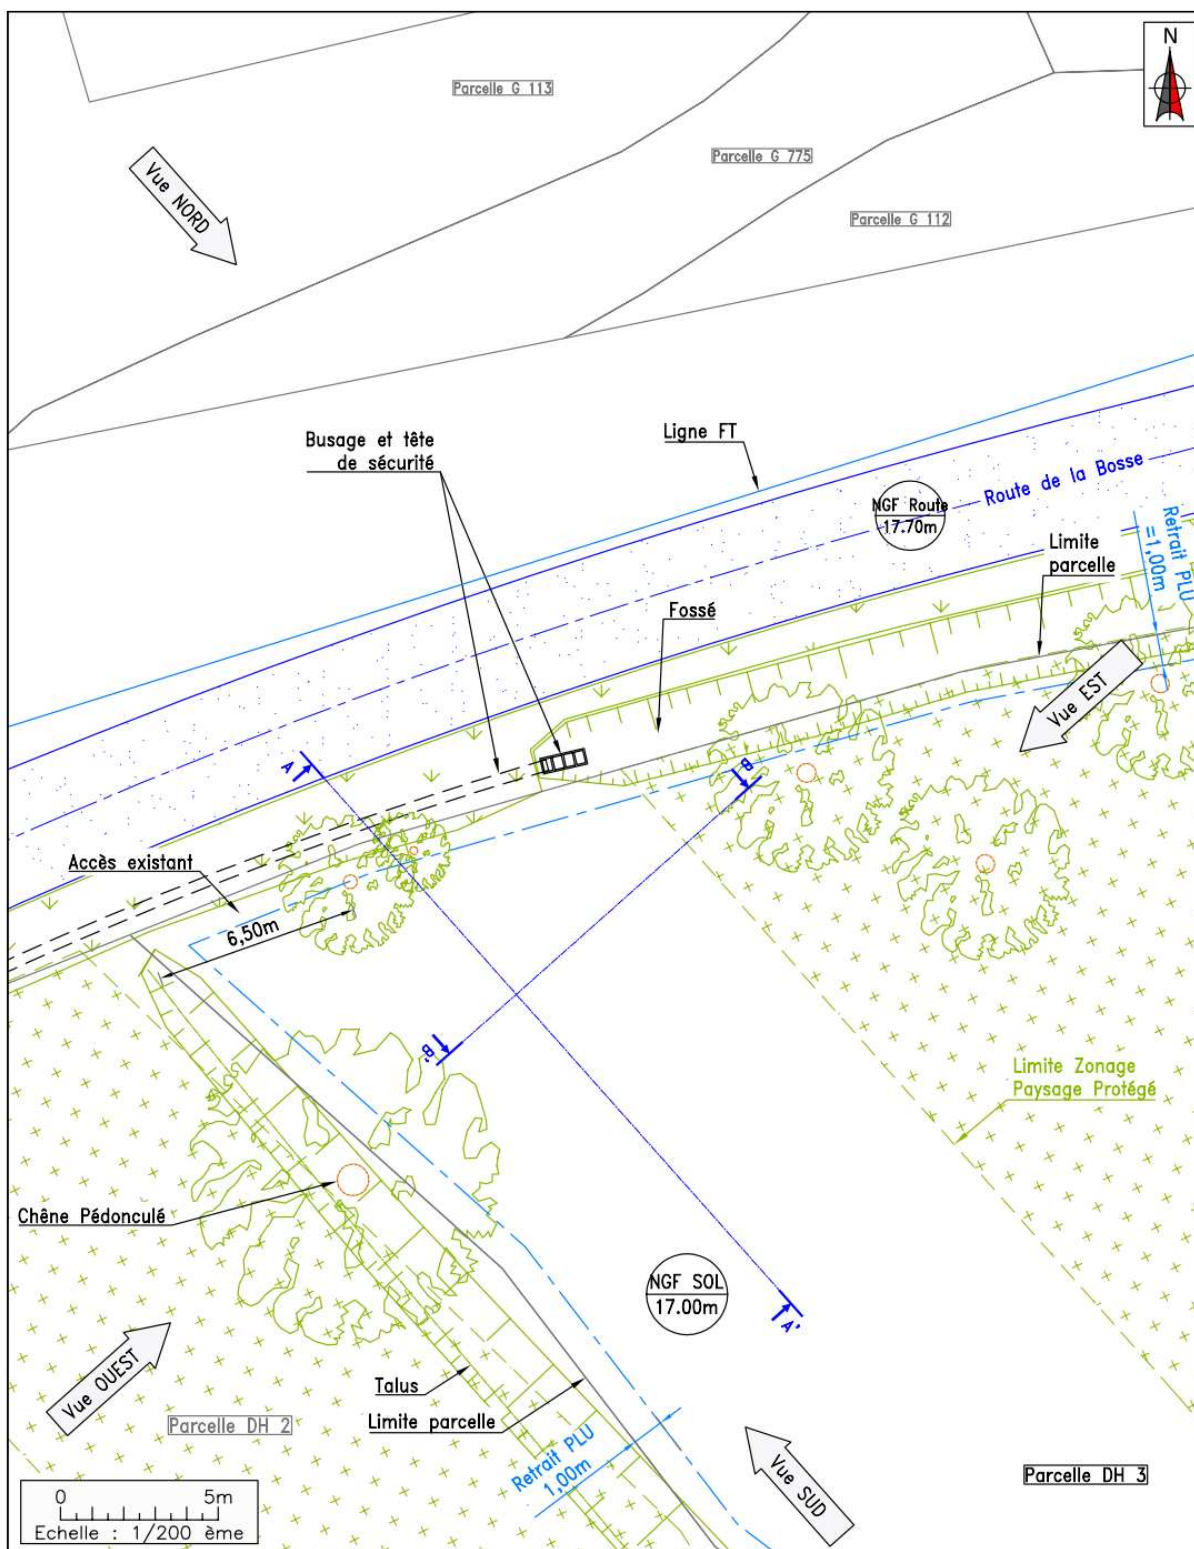 N
Parcelle G 113
Parcelle G 775
Parcelle G 112
Vue NORD
Busage et tête
de sécurité
Ligne FT
NGF Route
17.70m
Route de la Bosse
Retrait PLU
=1,00m
Limite
parcelle
Fossé
Vue EST
A
B
Accès existant
6,50m
B'
Limite Zonage
Paysage Protégé
Chêne Pédonculé
NGF SOL
17.00m
A'
Vue OUEST
Talus
Limite parcelle
Parcelle DH 2
Retrait PLU
1,00m
Vue SUD
Parcelle DH 3
0 5m
Echelle : 1/200 ème